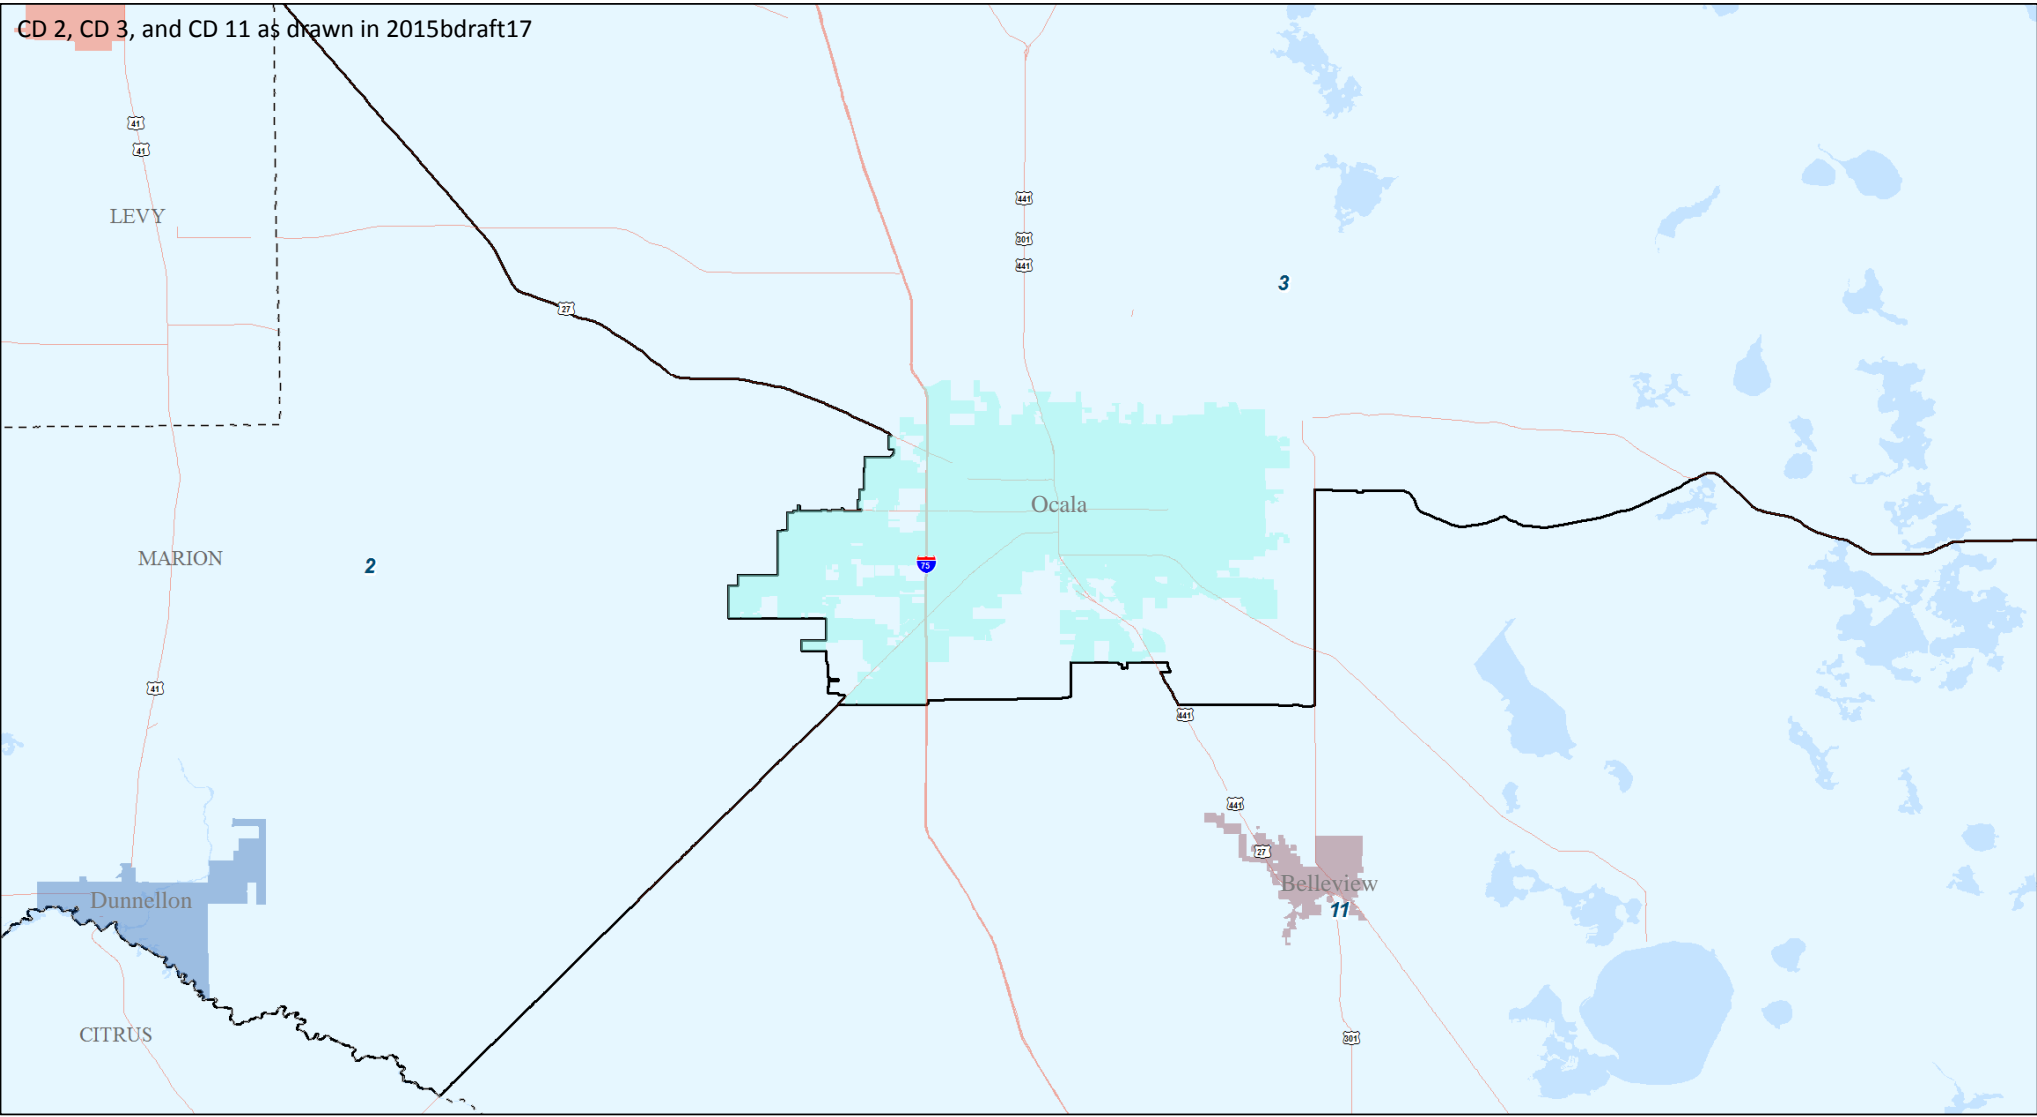 CD 2, CD 3, and CD 11 as drawn in 2015bdraft17
41
41
441
LEVY
301
441
3
27
Ocala
MARION
2
75
41
441
441
27
Belleview
Dunnellon
11
CITRUS
301